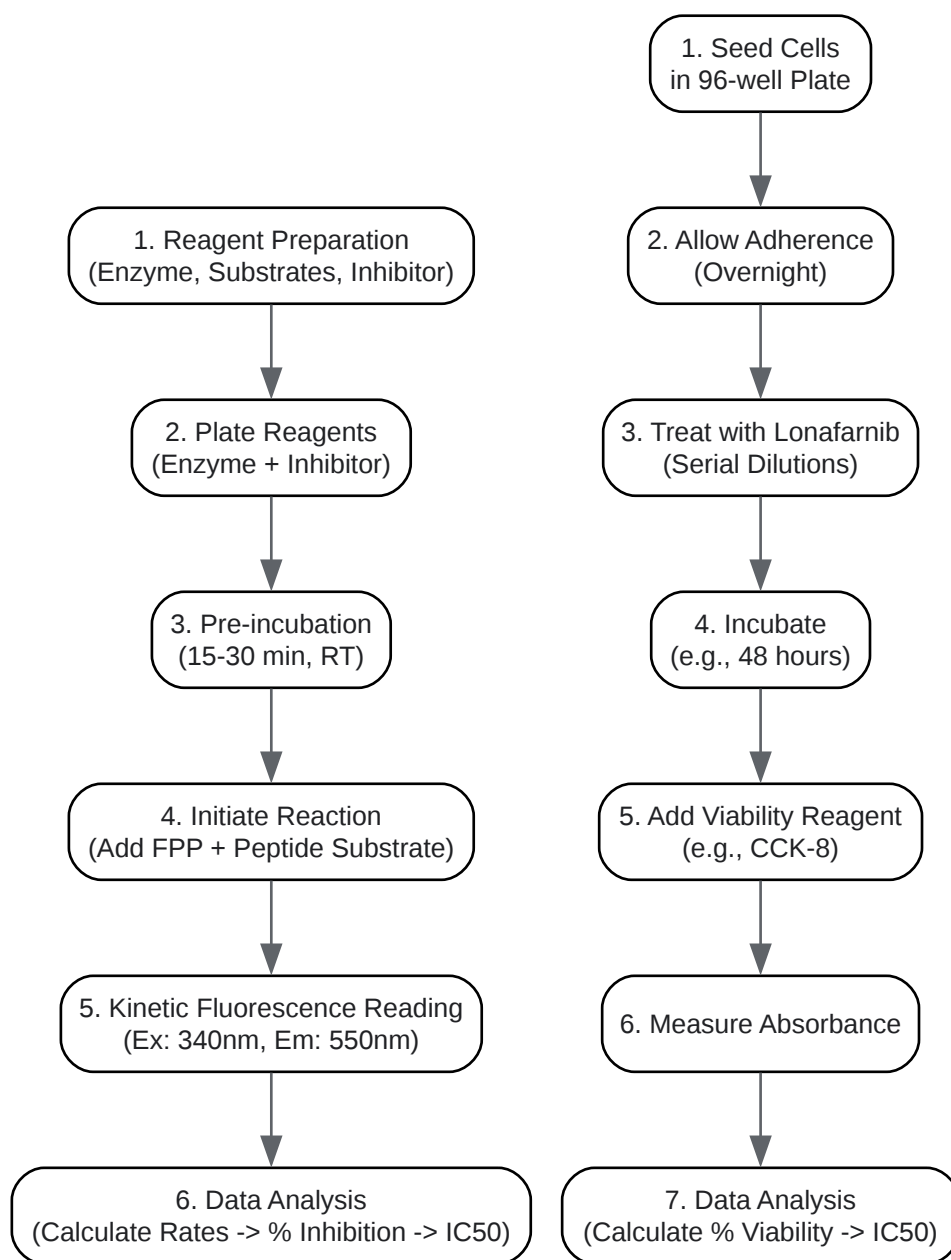 1. Reagent Preparation
(Enzyme, Substrates, Inhibitor)
2. Plate Reagents
(Enzyme + Inhibitor)
3. Pre-incubation
(15-30 min, RT)
4. Initiate Reaction
(Add FPP + Peptide Substrate)
5. Kinetic Fluorescence Reading
(Ex: 340nm, Em: 550nm)
6. Data Analysis
(Calculate Rates -> % Inhibition -> IC50)
1. Seed Cells
in 96-well Plate
2. Allow Adherence
(Overnight)
3. Treat with Lonafarnib
(Serial Dilutions)
4. Incubate
(e.g., 48 hours)
5. Add Viability Reagent
(e.g., CCK-8)
6. Measure Absorbance
7. Data Analysis
(Calculate % Viability -> IC50)